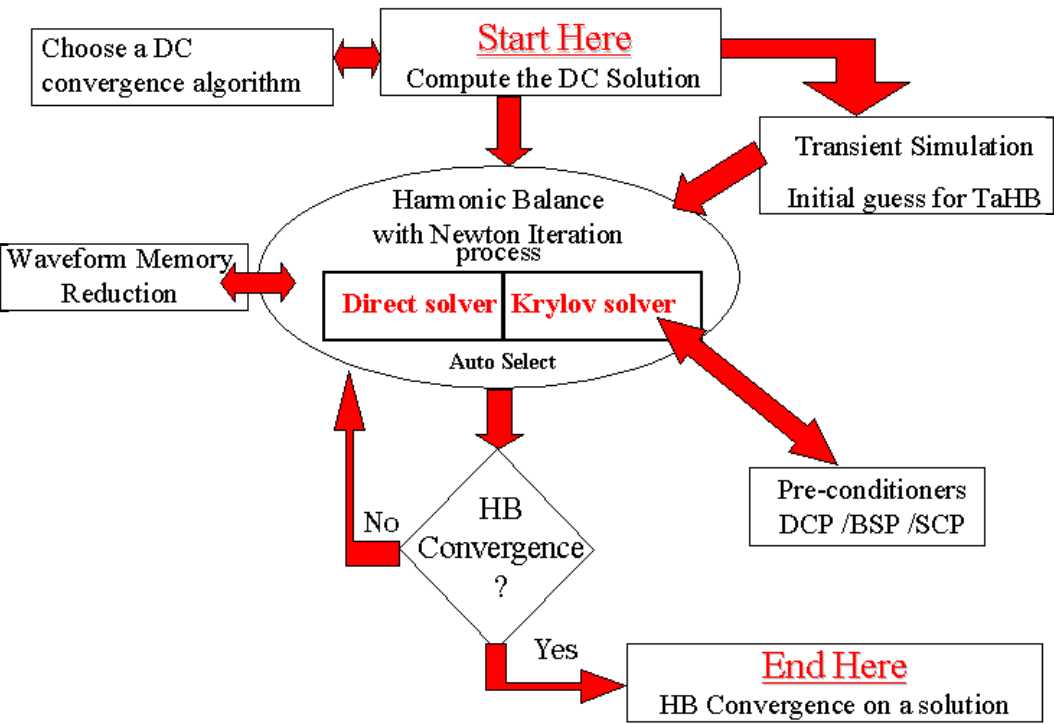 Start Here
Compute the DC Solution
Choose a DC
convergence algorithm
Transient Simulation
Initial guess for TaHB
Harmonic Balance
with Newton Iteration
process
Direct solver
Krylov solver
Auto Select
Waveform Memory
Reduction
Pre-conditioners
DCP /BSP /SCP
HB
Convergence
?
No
Yes
End Here
HB Convergence on a solution